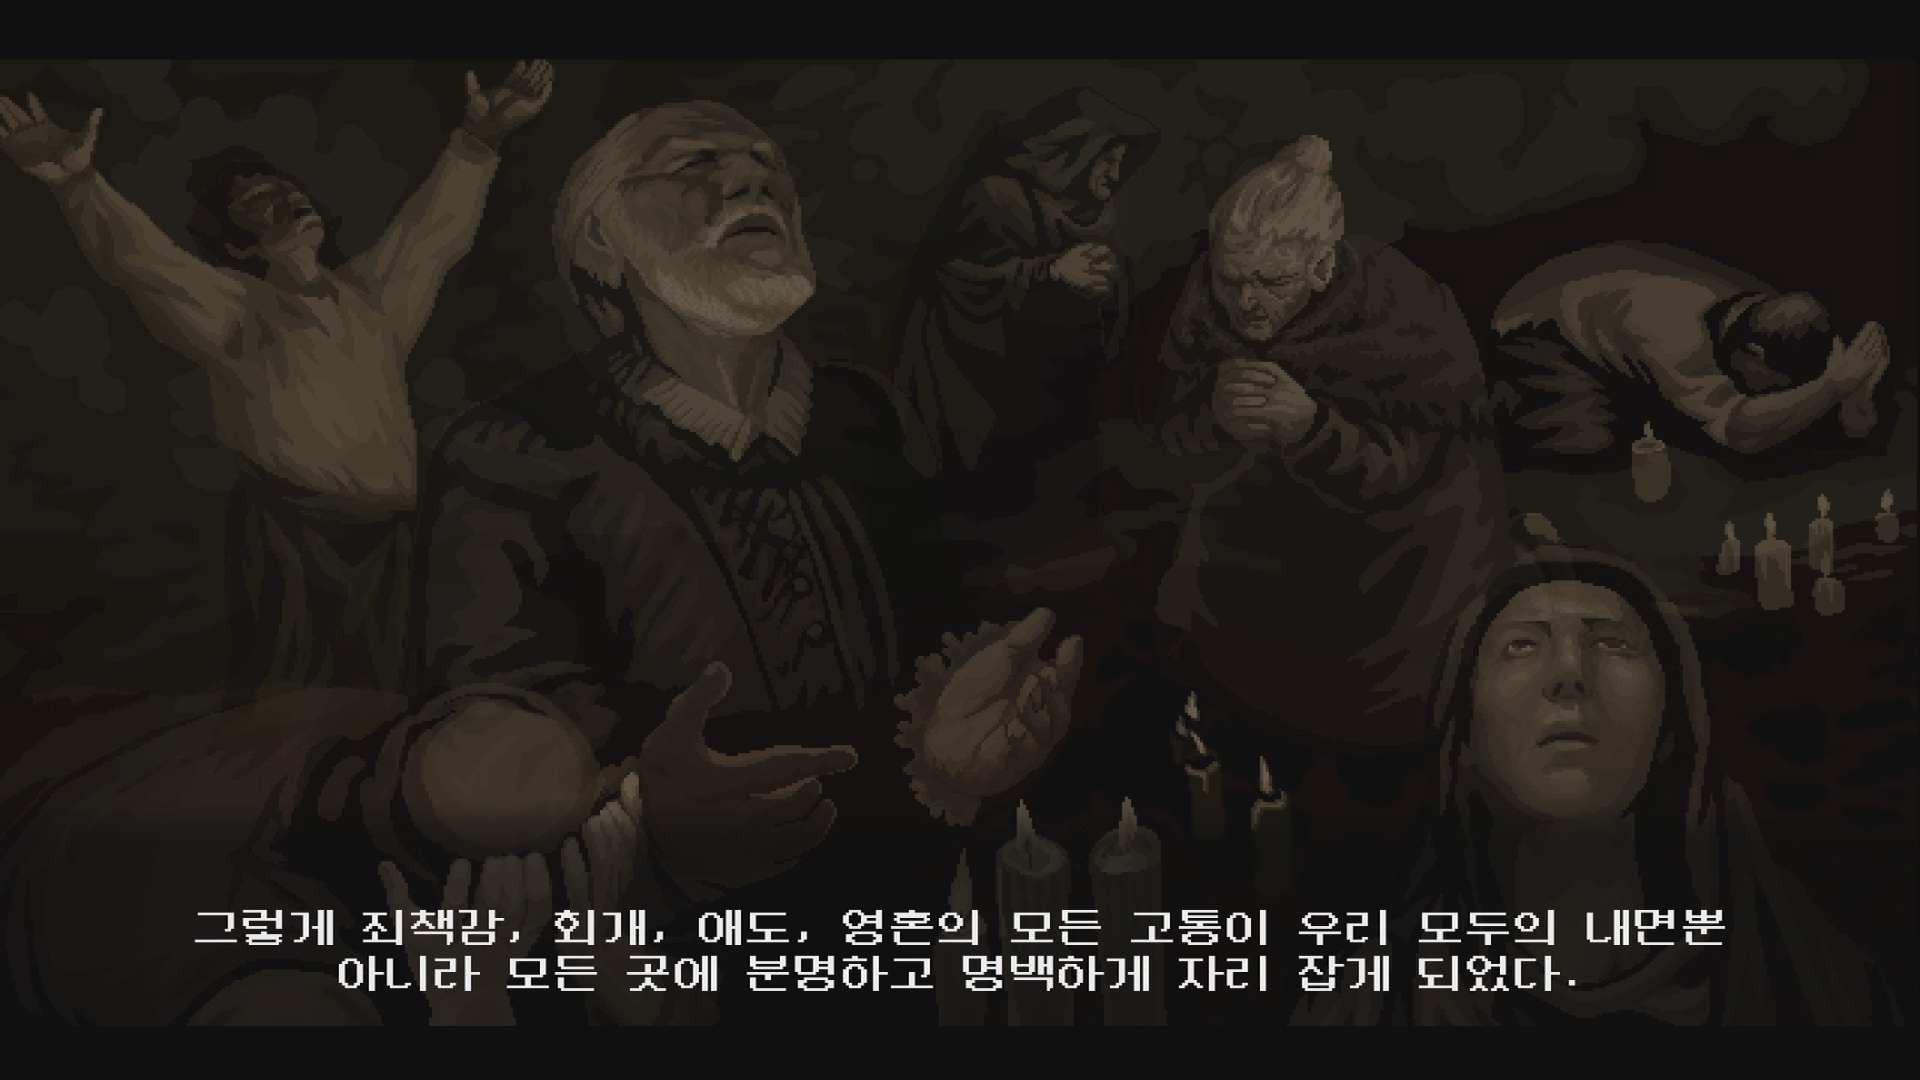 그렇게 죄책감, 회개, 애도, 영혼의 모든 고통이 우리 모두의 내면뿐
아니라 모든 곳에 분명하고 명백하게 자리 잡게 되었다.